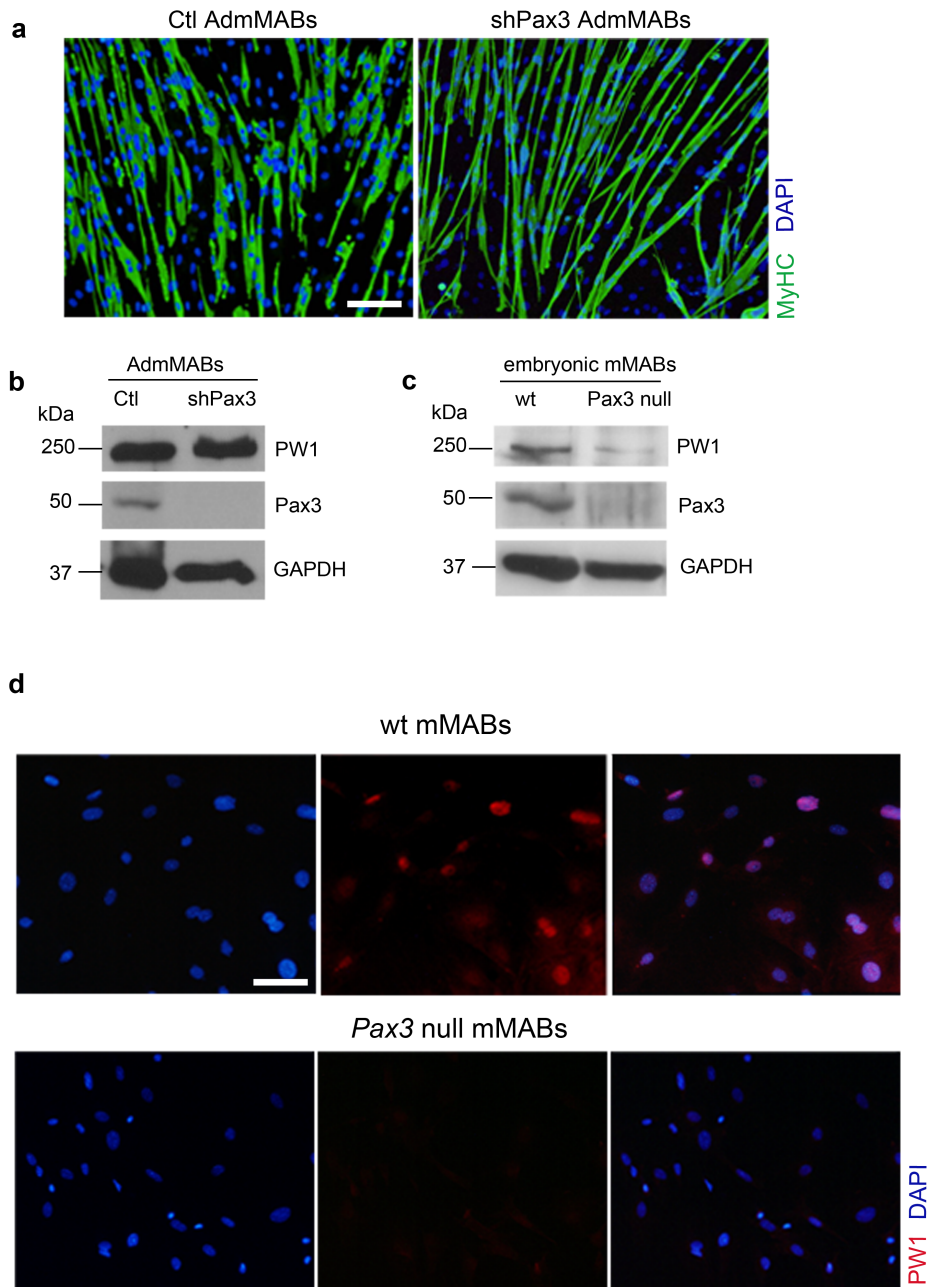 a
Ctl AdmMABs
shPax3 AdmMABs
MyHC DAPI
b
AdmMABs
Ctl shPax3
kDa
250 PW1
50 Pax3
37 GAPDH
c
embryonic mMABs
wt Pax3 null
kDa
250 PW1
50 Pax3
37 GAPDH
d
wt mMABs
Pax3 null mMABs
PW1 DAPI